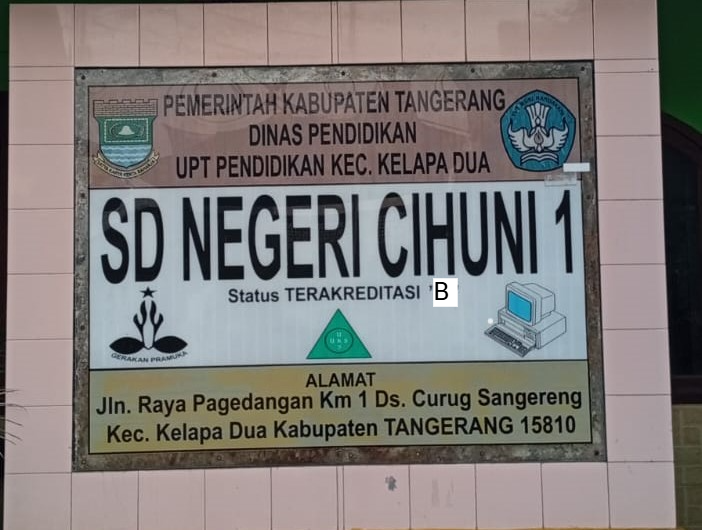 PEMERINTAH KABUPATEN TANGERANG
DINAS PENDIDIKAN
UPT PENDIDIKAN KEC. KELAPA DUA
SD NEGERI CIHUNI 1
Status TERAKREDITASI " B
GERAKAN PRAMUKA
ALAMAT
Jln. Raya Pagedangan Km 1 Ds. Curug Sangereng
Kec. Kelapa Dua Kabupaten TANGERANG 15810